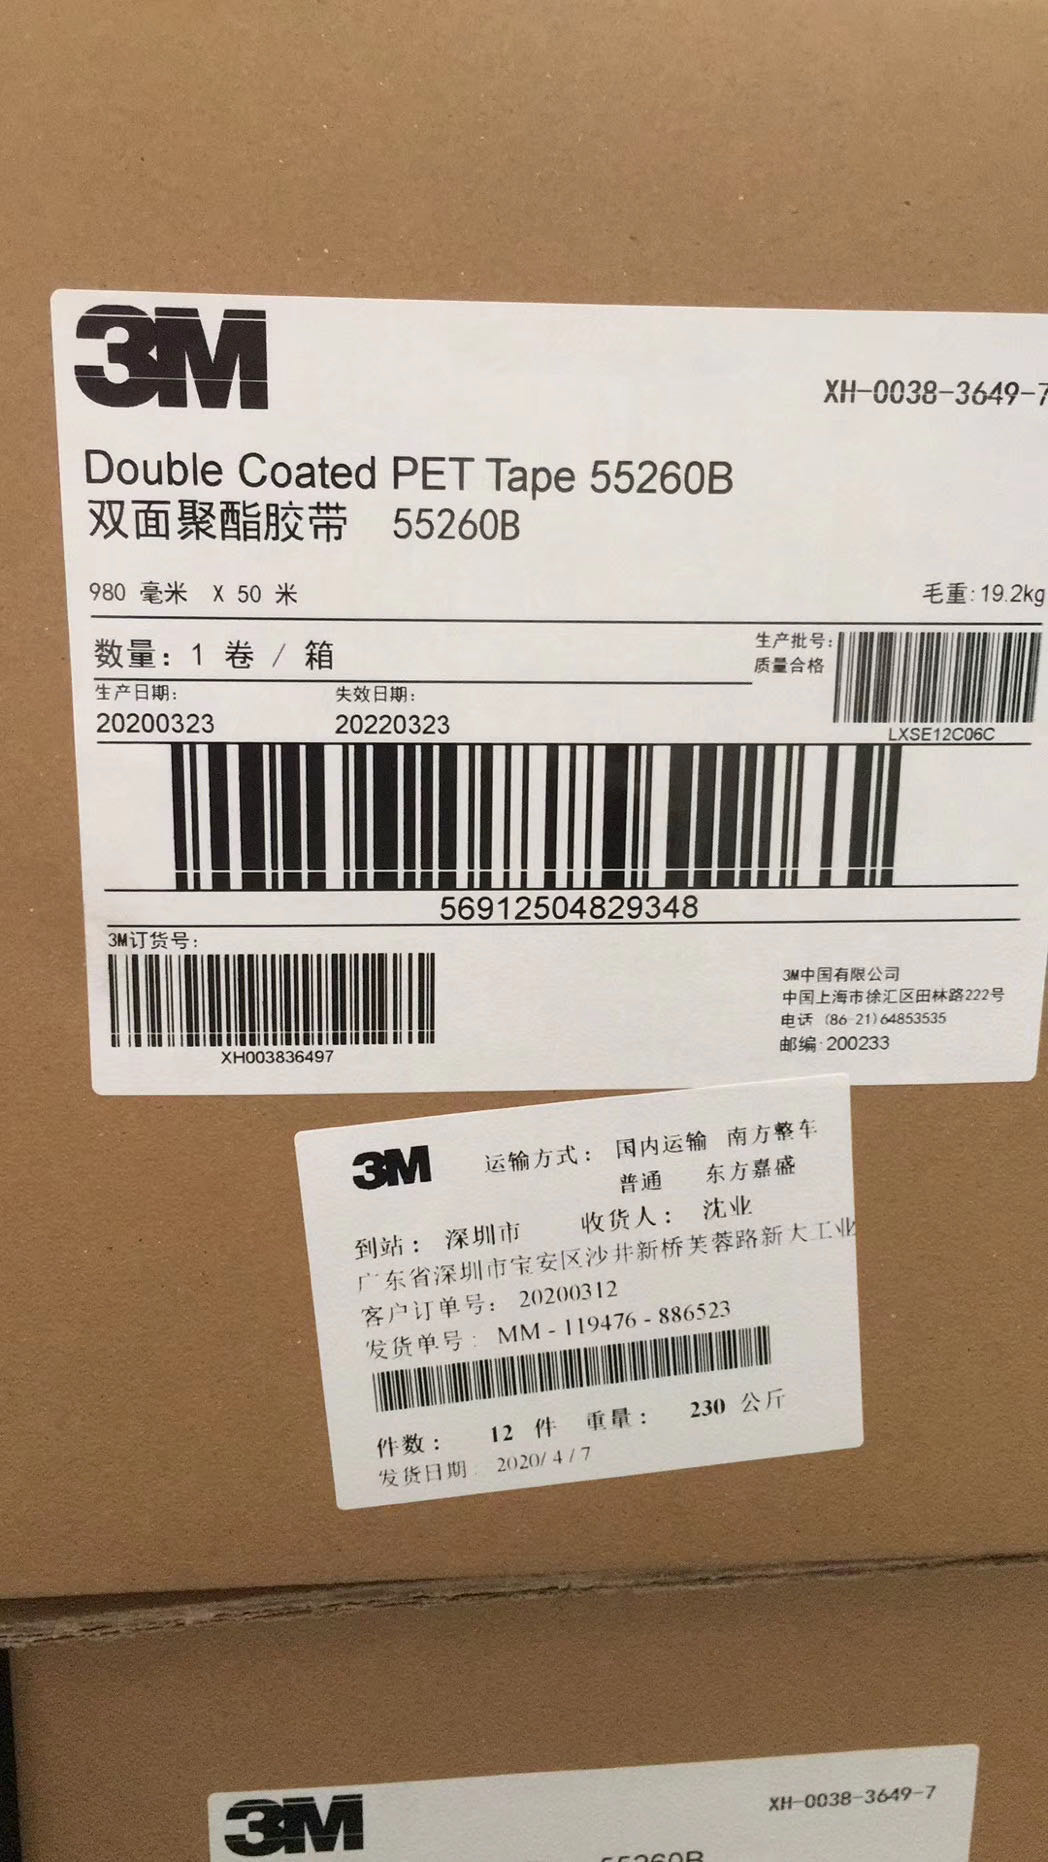 3M
XH-0038-3649-7
Double Coated PET Tape 55260B
双面聚酯胶带 55260B
980 毫米 X 50 米
毛重:19.2kg
数量: 1 卷 / 箱
生产批号:
质量合格
LXSE12C06C
生产日期:
失效日期:
20200323
20220323
56912504829348
3M订货号:
XH003836497
3M中国有限公司
中国上海市徐汇区田林路222号
电话 (86-21)64853535
邮编:200233
3M
运输方式: 国内运输 南方整车
普通 东方嘉盛
到站: 深圳市 收货人: 沈业
广东省深圳市宝安区沙井新桥芙蓉路新大工业
客户订单号: 20200312
发货单号: MM-119476-886523
件数: 12 件 重量: 230 公斤
发货日期: 2020/4/7
3M
XH-0038-3649-7
55260B